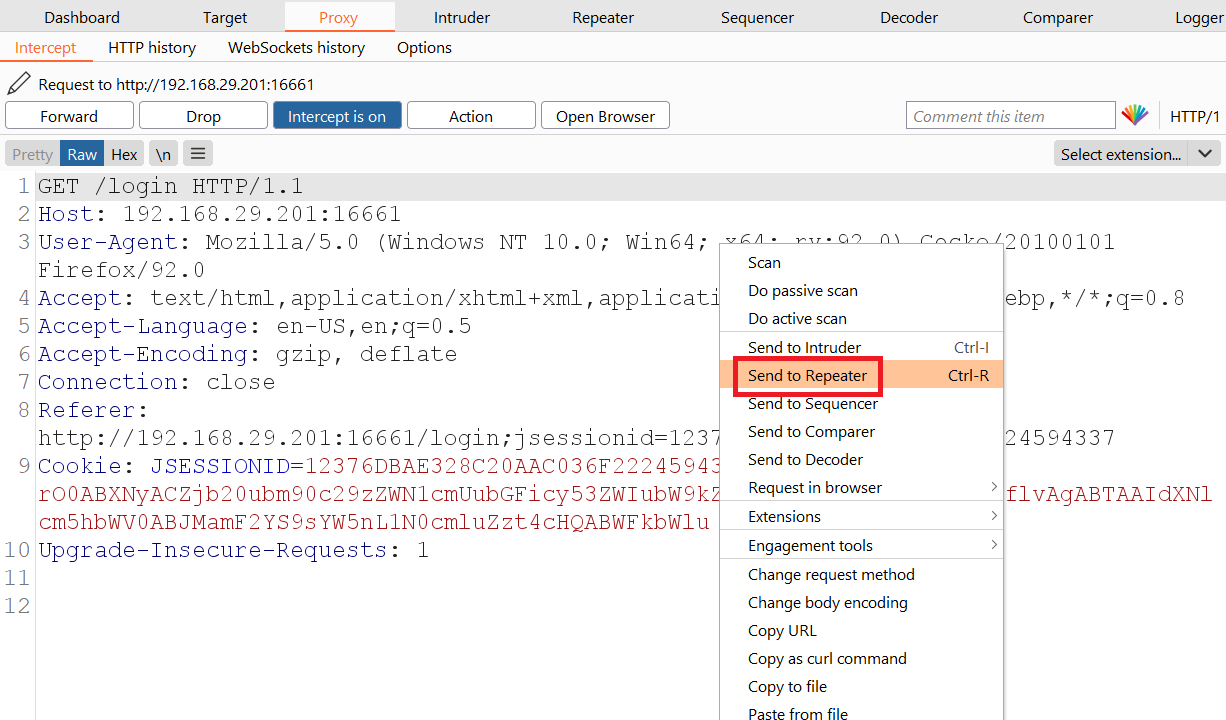 Dashboard Target Proxy Intruder Repeater Sequencer Decoder Comparer Logger
Intercept HTTP history WebSockets history Options
Request to http://192.168.29.201:16661
Forward Drop Intercept is on Action Open Browser Comment this item HTTP/1
Pretty Raw Hex \n Select extension...
1 GET /login HTTP/1.1
2 Host: 192.168.29.201:16661
3 User-Agent: Mozilla/5.0 (Windows NT 10.0; Win64; x64; rv:92.0) Gecko/20100101
Firefox/92.0
4 Accept: text/html,application/xhtml+xml,applicati ebp,*/*;q=0.8
5 Accept-Language: en-US,en;q=0.5
6 Accept-Encoding: gzip, deflate
7 Connection: close
8 Referer:
http://192.168.29.201:16661/login;jsessionid=1237 24594337
9 Cookie: JSESSIONID=12376DBAE328C20AAC036F22245943
rO0ABXNyACZjb20ubm90c29zZWN1cmUubGFicy53ZWIubW9kZ flvAgABTAAIdXNl
cm5hbWV0ABJMamF2YS9sYW5nL1N0cmluZzt4cHQABWFkbWlu
10 Upgrade-Insecure-Requests: 1
11
12
Scan
Do passive scan
Do active scan
Send to Intruder Ctrl-I
Send to Repeater Ctrl-R
Send to Sequencer
Send to Comparer
Send to Decoder
Request in browser
Extensions
Engagement tools
Change request method
Change body encoding
Copy URL
Copy as curl command
Copy to file
Paste from file